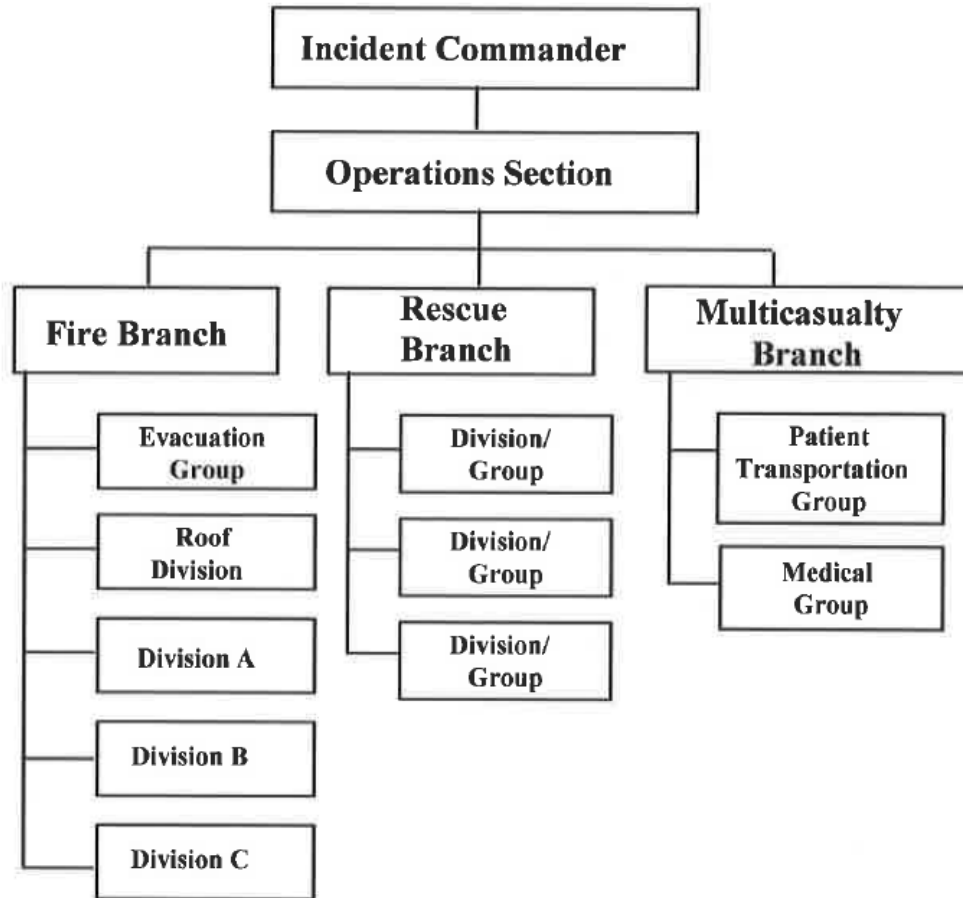 Incident Commander
Operations Section
Fire Branch
Rescue
Branch
Multicasualty
Branch
Evacuation
Group
Roof
Division
Division A
Division B
Division C
Division/
Group
Division/
Group
Division/
Group
Patient
Transportation
Group
Medical
Group